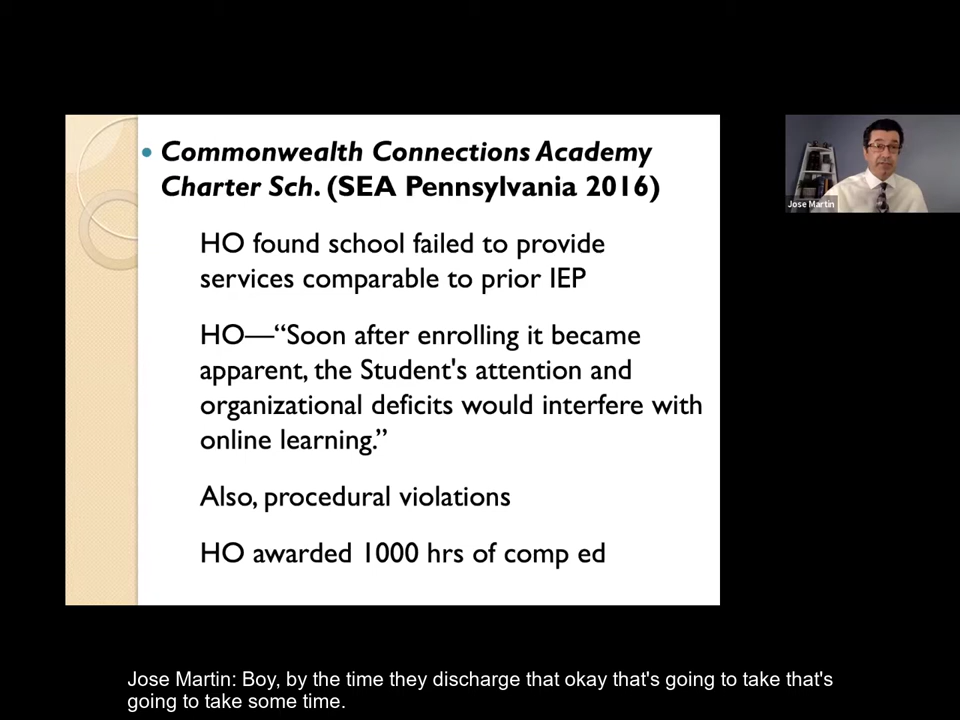 Commonwealth Connections Academy
Charter Sch. (SEA Pennsylvania 2016)
HO found school failed to provide
services comparable to prior IEP
HO—“Soon after enrolling it became
apparent, the Student's attention and
organizational deficits would interfere with
online learning.”
Also, procedural violations
HO awarded 1000 hrs of comp ed
Jose Martin
Jose Martin: Boy, by the time they discharge that okay that's going to take that's
going to take some time.